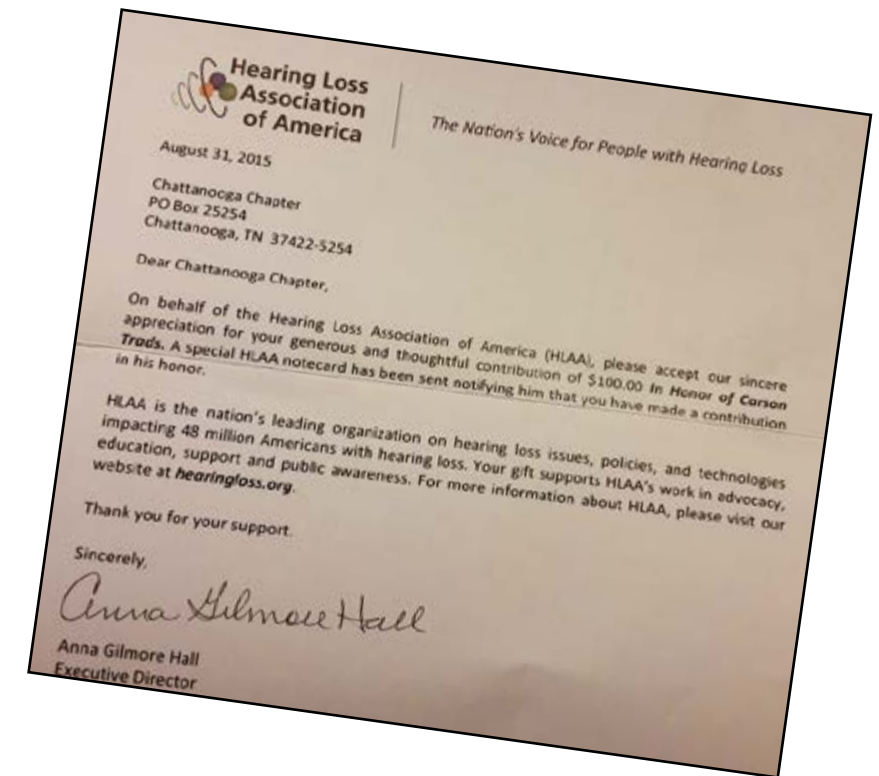 Hearing Loss
Association
of America
The Nation's Voice for People with Hearing Loss
August 31, 2015
Chattanooga Chapter
PO Box 25254
Chattanooga, TN 37422-5254
Dear Chattanooga Chapter,
On behalf of the Hearing Loss Association of America (HLAA), please accept our sincere
appreciation for your generous and thoughtful contribution of $100.00 In Honor of Carson
Trads. A special HLAA notecard has been sent notifying him that you have made a contribution
in his honor.
HLAA is the nation's leading organization on hearing loss issues, policies, and technologies
impacting 48 million Americans with hearing loss. Your gift supports HLAA's work in advocacy,
education, support and public awareness. For more information about HLAA, please visit our
website at hearingloss.org.
Thank you for your support.
Sincerely,
Anna Gilmore Hall
Anna Gilmore Hall
Executive Director